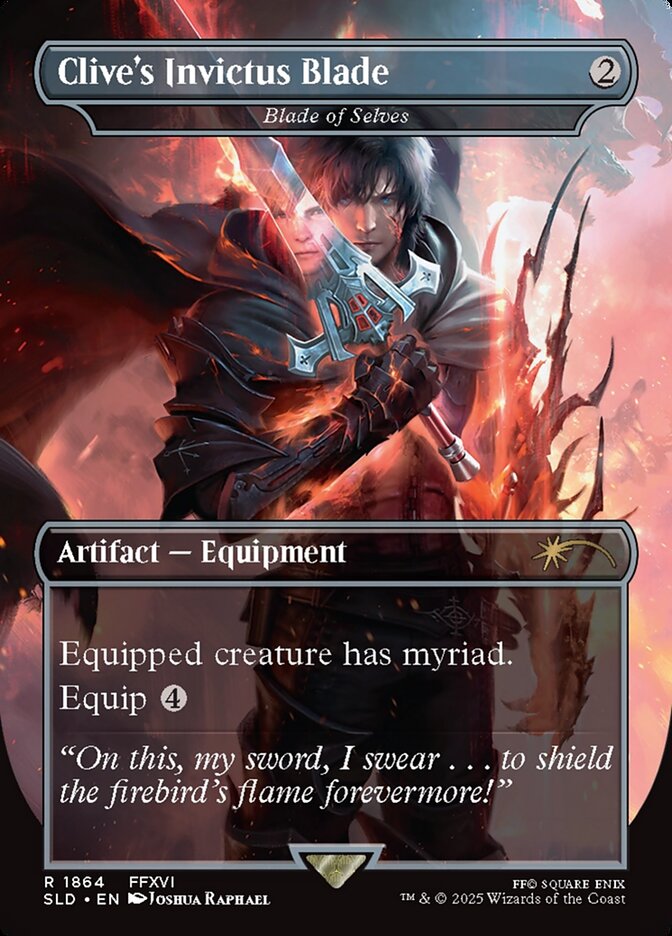 Clive's Invictus Blade 2
Blade of Selves
Artifact — Equipment
Equipped creature has myriad.
Equip 4
“On this, my sword, I swear . . . to shield
the firebird's flame forevermore!”
R 1864 FFXVI
SLD • EN Joshua Raphael
FF© SQUARE ENIX
™ & © 2025 Wizards of the Coast